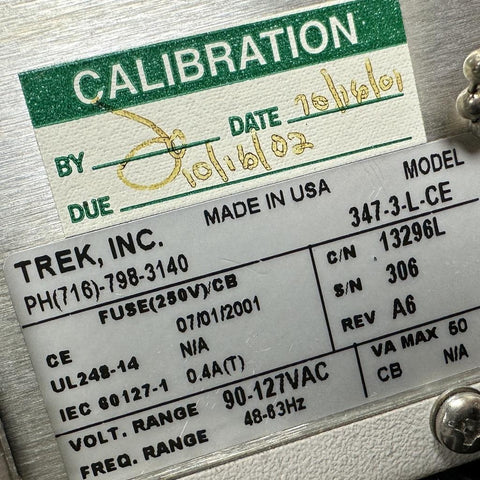 CALIBRATION
BY DATE 10/16/01
DUE 10/16/02
TREK, INC. MADE IN USA MODEL
PH(716)-798-3140 347-3-L-CE
FUSE(250V)/CB C/N 13296L
CE 07/01/2001 S/N 306
UL248-14 N/A REV A6
IEC 60127-1 0.4A(T) VA MAX 50
VOLT. RANGE 90-127VAC CB N/A
FREQ. RANGE 48-63Hz